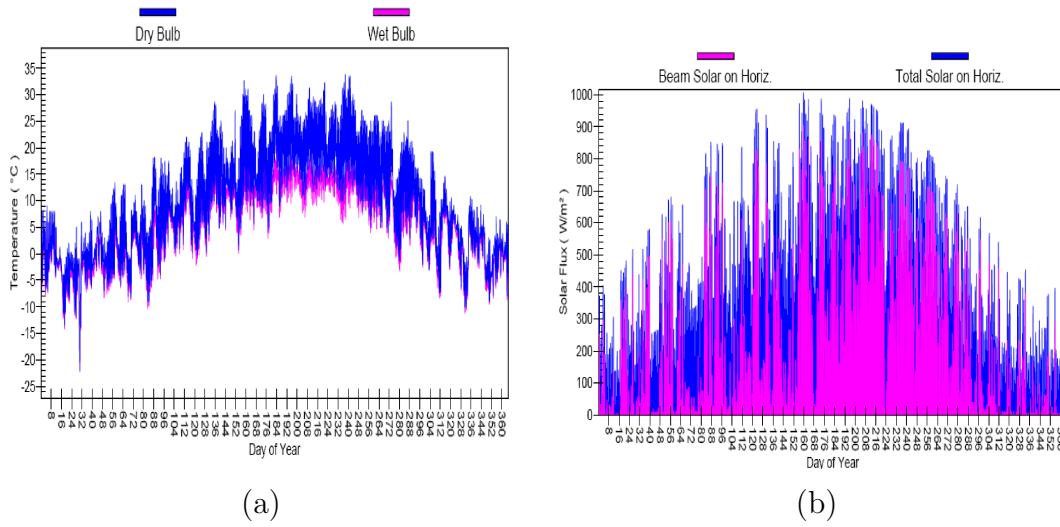 Dry Bulb Wet Bulb
Temperature ( °C )
35
30
25
20
15
10
5
0
-5
-10
-15
-20
-25
8 16 24 32 40 48 56 64 72 80 88 96 104 112 120 128 136 144 152 160 168 176 184 192 200 208 216 224 232 240 248 256 264 272 280 288 296 304 312 320 328 336 344 352 360
Day of Year
(a)
Beam Solar on Horiz. Total Solar on Horiz.
Solar Flux ( W/m² )
1000
900
800
700
600
500
400
300
200
100
0
8 16 24 32 40 48 56 64 72 80 88 96 104 112 120 128 136 144 152 160 168 176 184 192 200 208 216 224 232 240 248 256 264 272 280 288 296 304 312 320 328 336 344 352
Day of Year
(b)